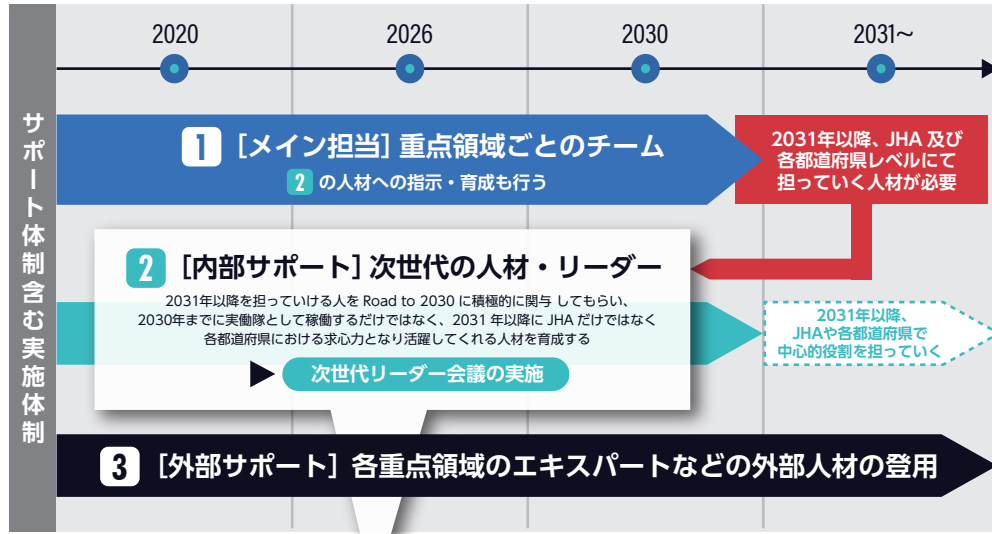 2020
2026
2030
2031~
サポート体制含む実施体制
1 ［メイン担当］重点領域ごとのチーム
2 の人材への指示・育成も行う
2031年以降、JHA 及び
各都道府県レベルにて
担っていく人材が必要
2 ［内部サポート］次世代の人材・リーダー
2031年以降を担っていける人を Road to 2030 に積極的に関与 してもらい、
2030年までに実働隊として稼働するだけではなく、2031 年以降に JHA だけではなく
各都道府県における求心力となり活躍してくれる人材を育成する
次世代リーダー会議の実施
2031年以降、
JHAや各都道府県で
中心的役割を担っていく
3 ［外部サポート］各重点領域のエキスパートなどの外部人材の登用